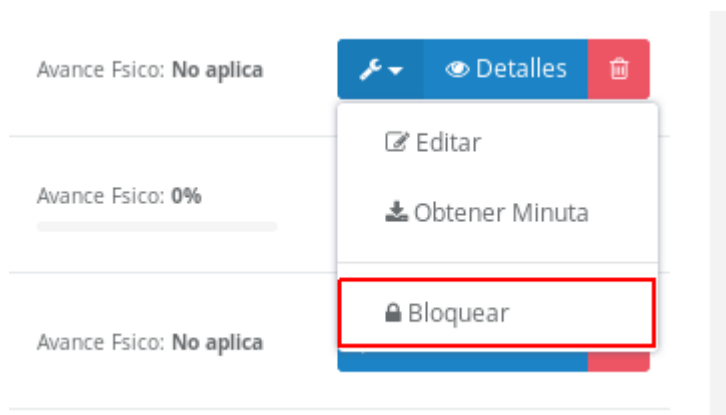 Avance Fsico: No aplica
Detalles
Editar
Avance Fsico: 0%
Obtener Minuta
Bloquear
Avance Fsico: No aplica